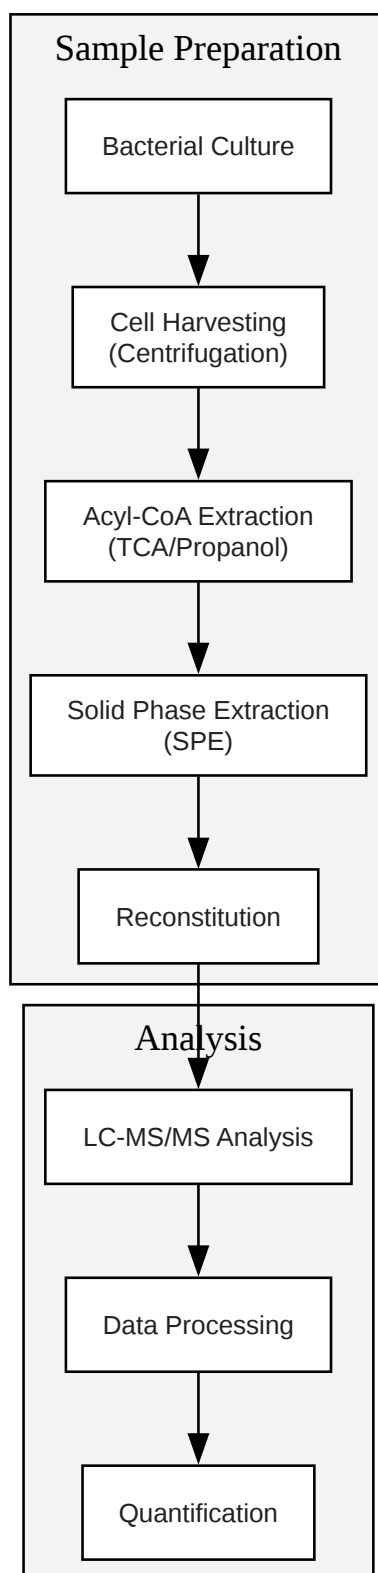 Sample Preparation
Bacterial Culture
Cell Harvesting
(Centrifugation)
Acyl-CoA Extraction
(TCA/Propanol)
Solid Phase Extraction
(SPE)
Reconstitution
Analysis
LC-MS/MS Analysis
Data Processing
Quantification